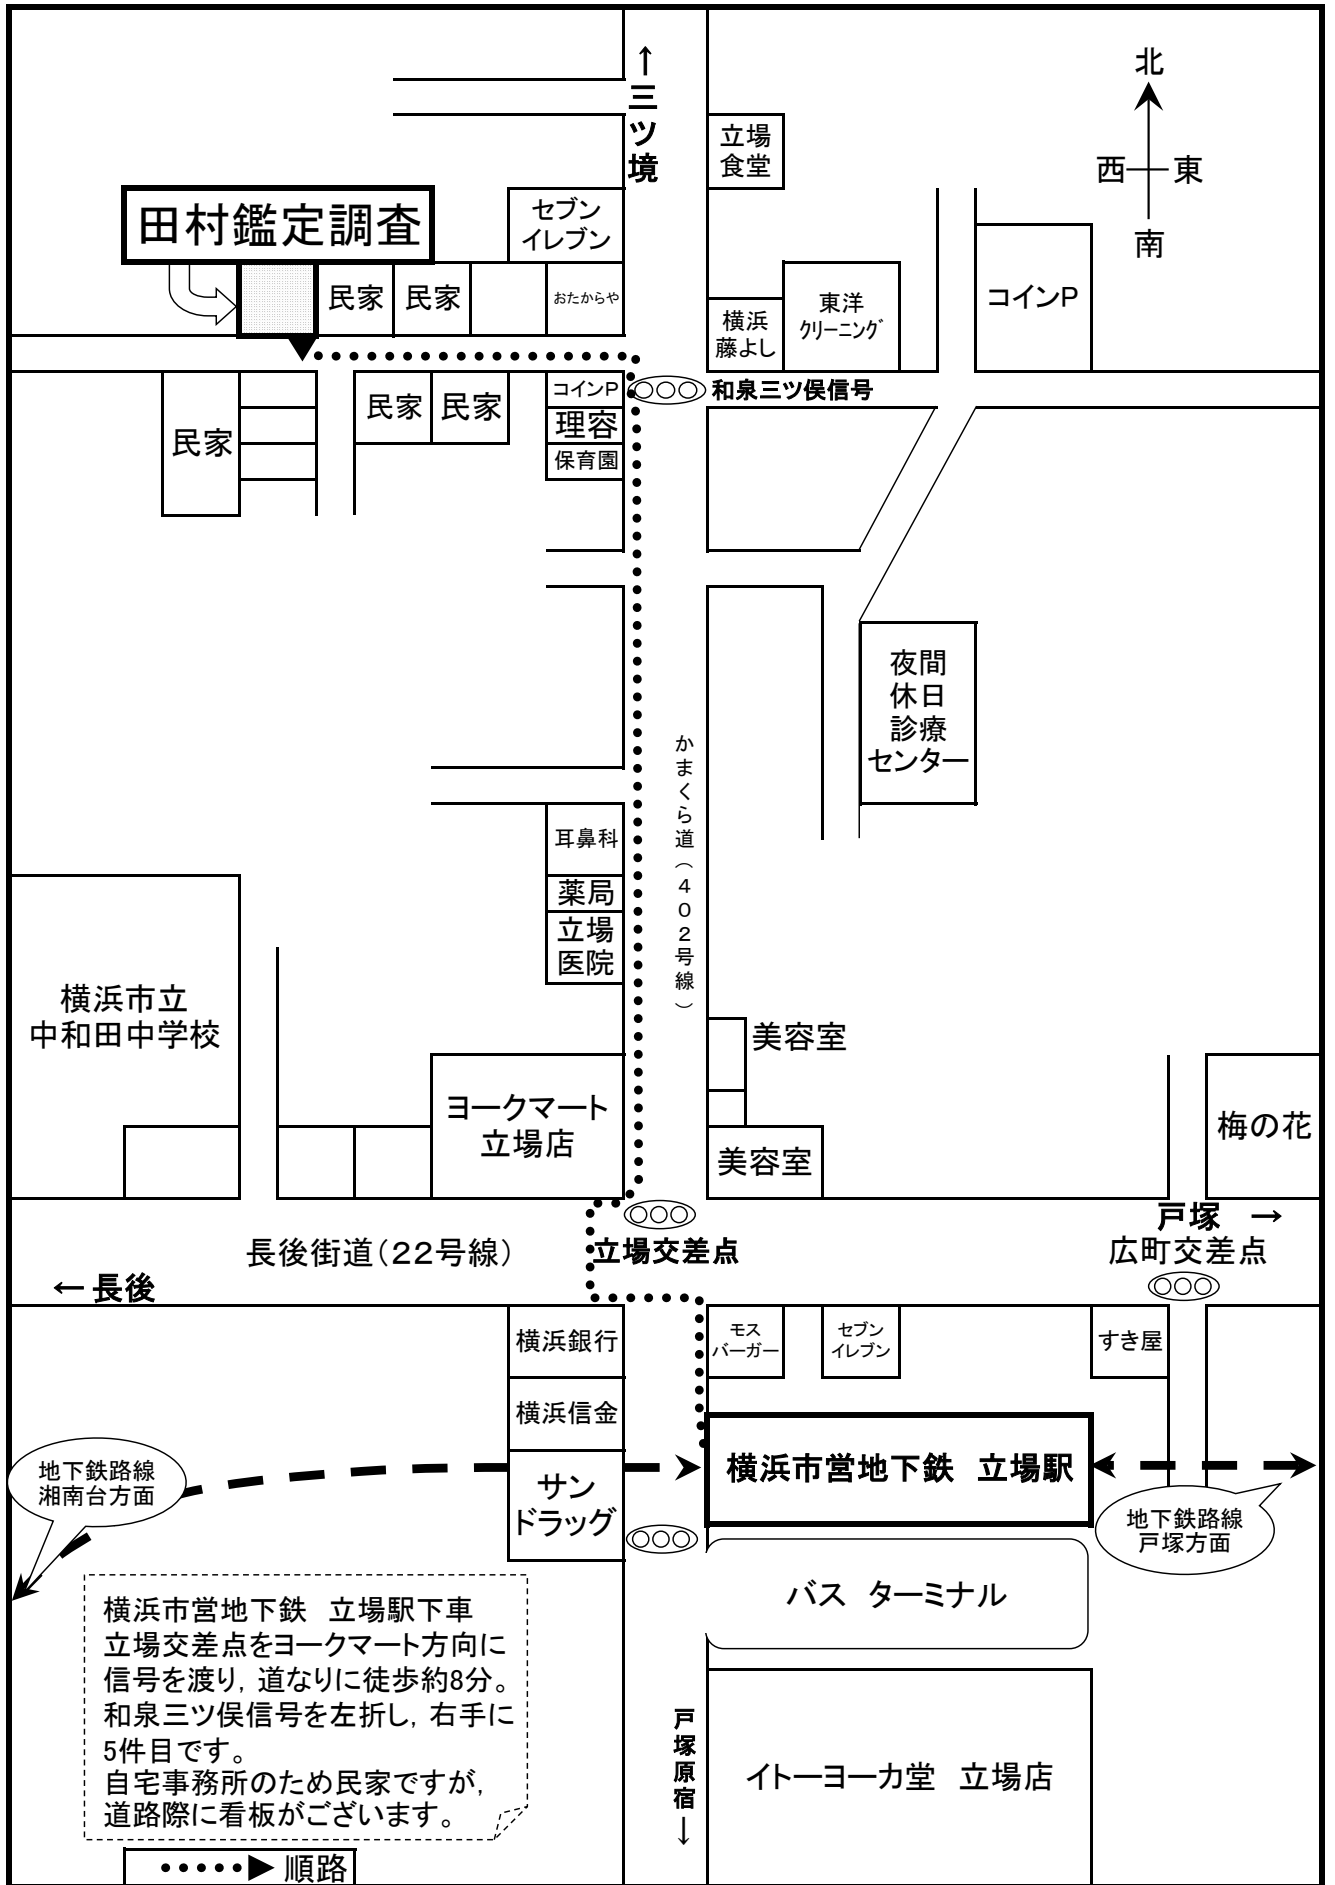 ↑三ツ境
北
西
東
南
立場
食堂
田村鑑定調査
セブン
イレブン
民家
民家
おたからや
横浜
藤よし
東洋
クリーニング
コインP
和泉三ツ俣信号
民家
民家
民家
コインP
理容
保育園
夜間
休日
診療
センター
かまくら道（402号線）
耳鼻科
薬局
立場
医院
横浜市立
中和田中学校
美容室
ヨークマート
立場店
美容室
梅の花
戸塚 →
長後街道（22号線）
立場交差点
広町交差点
← 長後
横浜銀行
モス
バーガー
セブン
イレブン
すき屋
横浜信金
地下鉄路線
湘南台方面
サン
ドラッグ
横浜市営地下鉄 立場駅
地下鉄路線
戸塚方面
バス ターミナル
横浜市営地下鉄 立場駅下車
立場交差点をヨークマート方向に
信号を渡り，道なりに徒歩約8分。
和泉三ツ俣信号を左折し，右手に
5件目です。
自宅事務所のため民家ですが，
道路際に看板がございます。
戸塚原宿↓
イトーヨーカ堂 立場店
順路